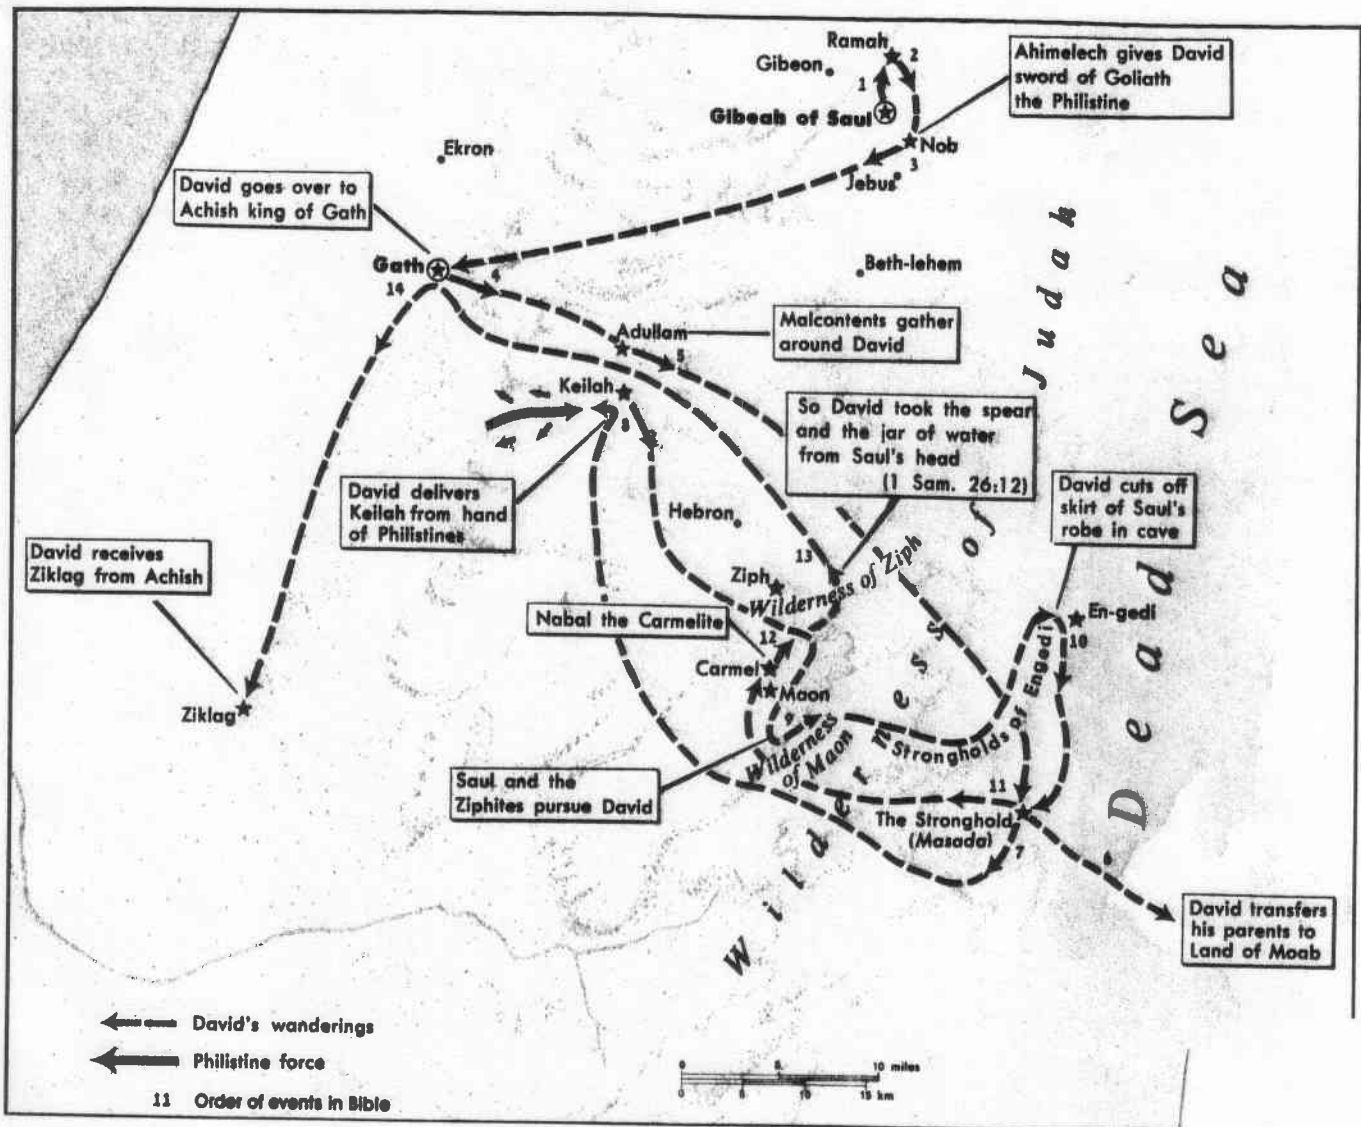 Ramah
2
Gibeon
1
Gibeah of Saul
Ahimelech gives David
sword of Goliath
the Philistine
Nob
3
Jebus
Ekron
David goes over to
Achish king of Gath
Gath
14
4
Beth-lehem
Judah
Dead Sea
Adullam
5
Malcontents gather
around David
Keilah
8
So David took the spear
and the jar of water
from Saul's head
(1 Sam. 26:12)
David cuts off
skirt of Saul's
robe in cave
David delivers
Keilah from hand
of Philistines
Hebron
of
13
David receives
Ziklag from Achish
Ziph
Wilderness of Ziph
Nabal the Carmelite
12
En-gedi
10
Carmel
Maon
9
Ziklag
Strongholds of Engedi
Wilderness
of Maon
Wilderness
Saul and the
Ziphites pursue David
11
The Stronghold
(Masada)
7
6
David transfers
his parents to
Land of Moab
David's wanderings
Philistine force
11 Order of events in Bible
0 5 10 miles
0 5 10 15 km